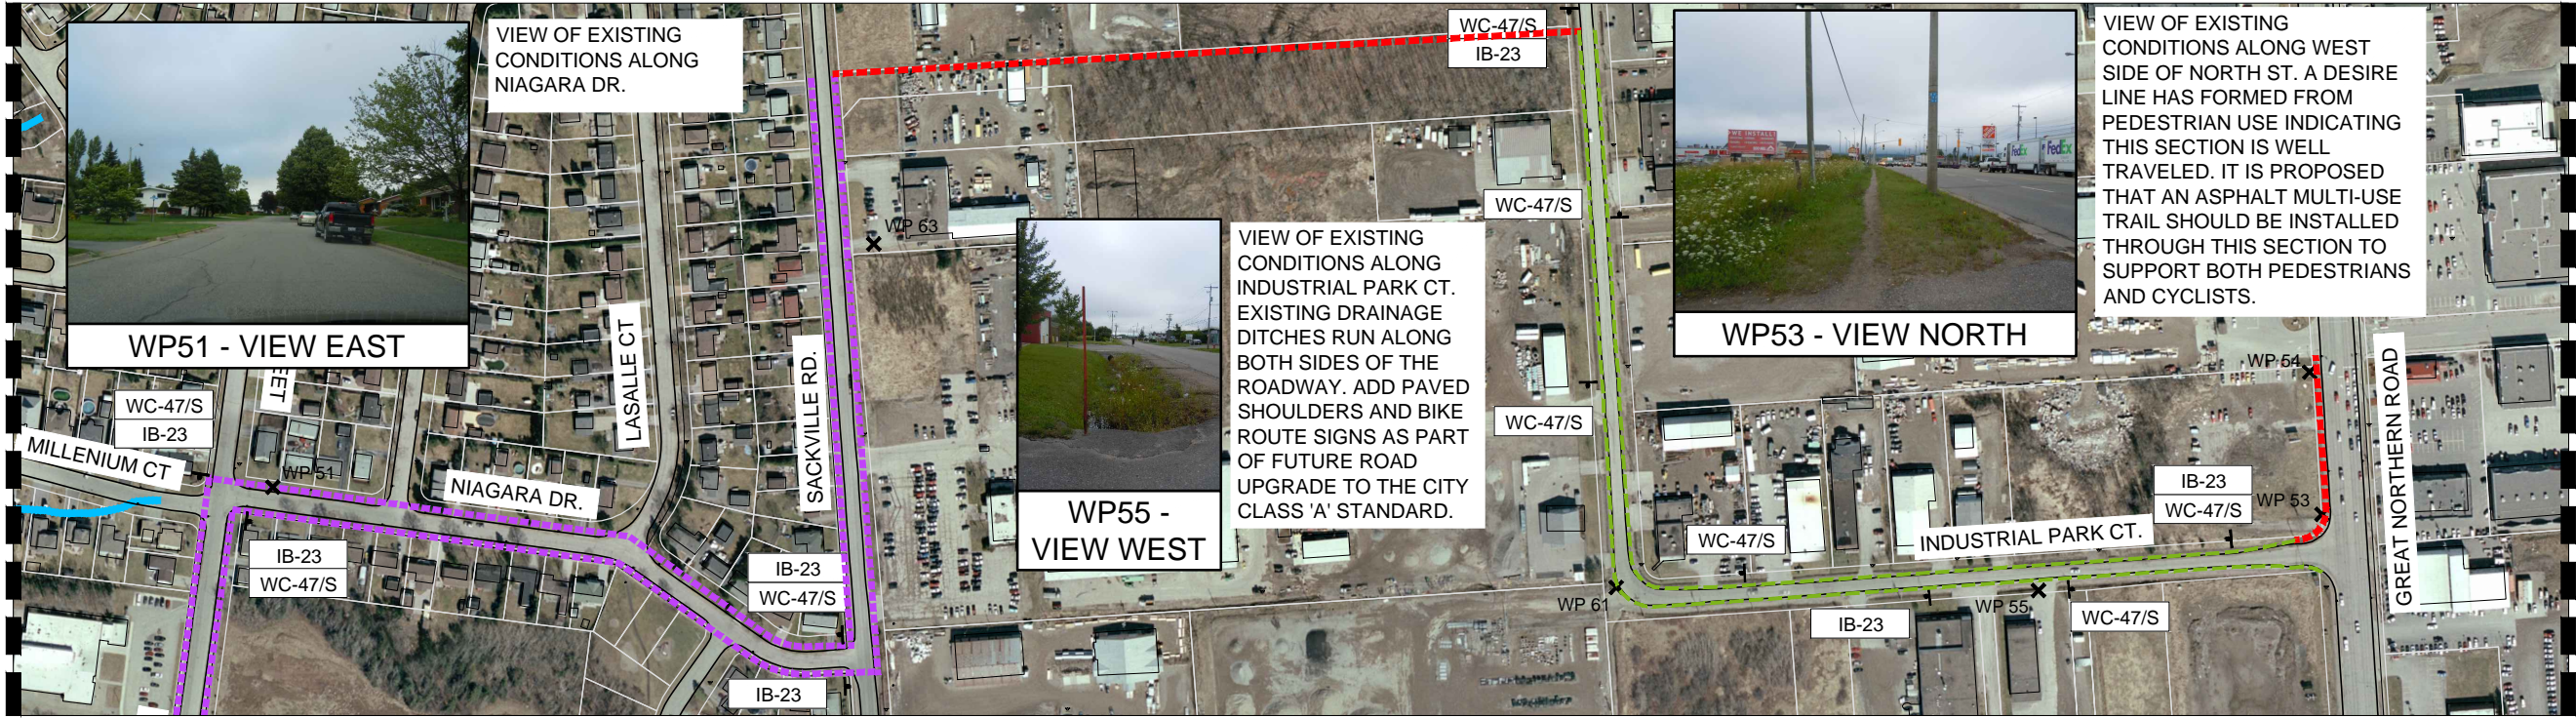 VIEW OF EXISTING
CONDITIONS ALONG
NIAGARA DR.
WP51 - VIEW EAST
WC-47/S
IB-23
MILLENIUM CT
EET
WP 51
NIAGARA DR.
LASALLE CT
SACKVILLE RD.
IB-23
WC-47/S
IB-23
WC-47/S
IB-23
WP 63
WP55 -
VIEW WEST
VIEW OF EXISTING
CONDITIONS ALONG
INDUSTRIAL PARK CT.
EXISTING DRAINAGE
DITCHES RUN ALONG
BOTH SIDES OF THE
ROADWAY. ADD PAVED
SHOULDERS AND BIKE
ROUTE SIGNS AS PART
OF FUTURE ROAD
UPGRADE TO THE CITY
CLASS 'A' STANDARD.
WC-47/S
IB-23
WC-47/S
WC-47/S
WE INSTALL!
FedEx
FedEx
WP53 - VIEW NORTH
VIEW OF EXISTING
CONDITIONS ALONG WEST
SIDE OF NORTH ST. A DESIRE
LINE HAS FORMED FROM
PEDESTRIAN USE INDICATING
THIS SECTION IS WELL
TRAVELED. IT IS PROPOSED
THAT AN ASPHALT MULTI-USE
TRAIL SHOULD BE INSTALLED
THROUGH THIS SECTION TO
SUPPORT BOTH PEDESTRIANS
AND CYCLISTS.
WP 54
GREAT NORTHERN ROAD
IB-23
WC-47/S
WP 53
WC-47/S
INDUSTRIAL PARK CT.
WP 61
WP 55
IB-23
WC-47/S